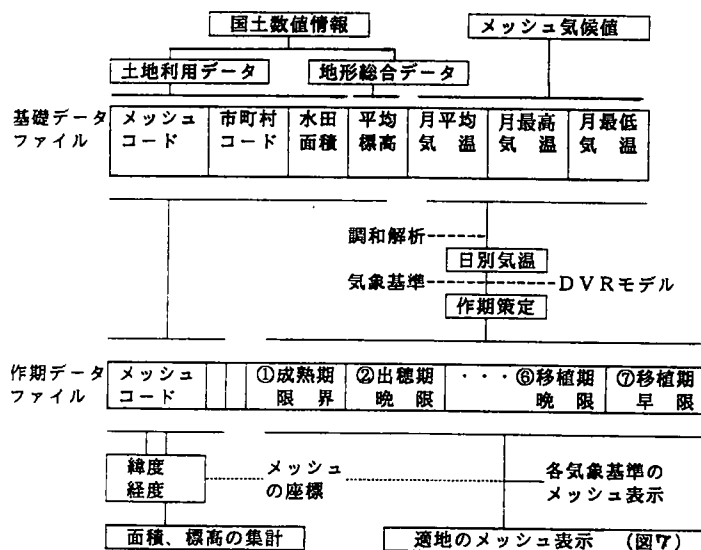 国土数値情報
メッシュ気候値
土地利用データ
地形総合データ
基礎データ
ファイル
メッシュ
コード
市町村
コード
水田
面積
平均
標高
月平均
気温
月最高
気温
月最低
気温
調和解析
日別気温
気象基準
DVRモデル
作期策定
作期データ
ファイル
メッシュ
コード
①成熟期
限界
②出穂期
晩限
・・・⑥移植期
晩限
⑦移植期
早限
緯度
経度
メッシュ
の座標
各気象基準の
メッシュ表示
面積、標高の集計
適地のメッシュ表示 (図7)